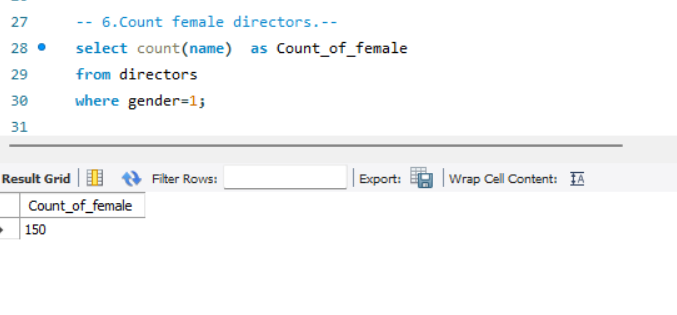 27 -- 6.Count female directors.--
28 select count(name) as Count_of_female
29 from directors
30 where gender=1;
31
Result Grid Filter Rows: Export: Wrap Cell Content: IA
Count_of_female
150